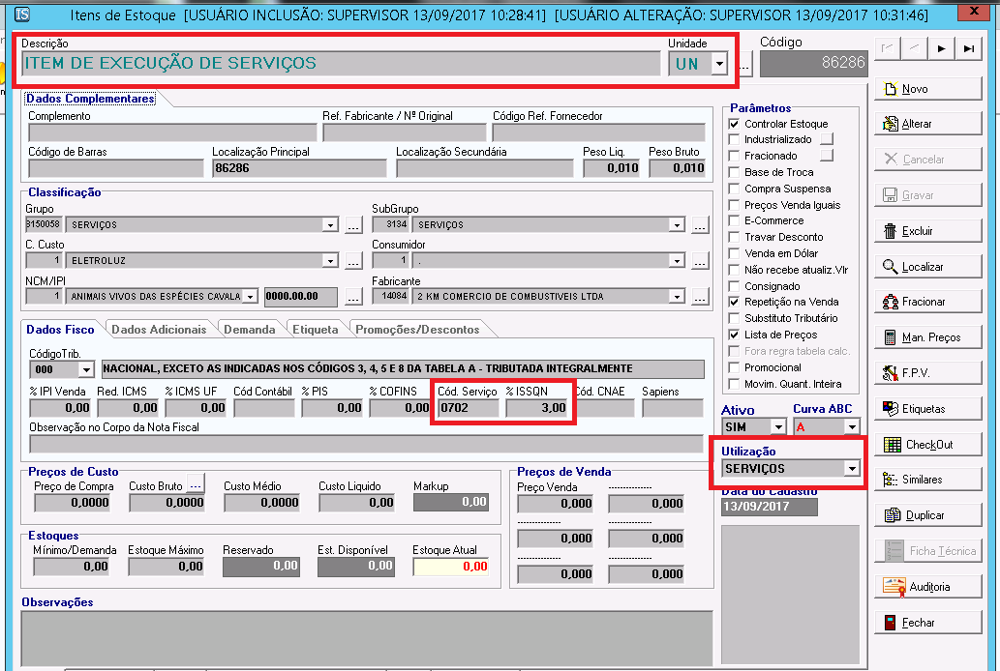 IS Itens de Estoque [USUÁRIO INCLUSÃO: SUPERVISOR 13/09/2017 10:28:41] [USUÁRIO ALTERAÇÃO: SUPERVISOR 13/09/2017 10:31:46] X
Descrição Unidade Código
ITEM DE EXECUÇÃO DE SERVIÇOS UN ... 86286
Dados Complementares
Complemento Ref. Fabricante / Nº Original Código Ref. Fornecedor
Código de Barras Localização Principal Localização Secundária Peso Liq. Peso Bruto
86286 0,010 0,010
Classificação
Grupo SubGrupo
3150058 SERVIÇOS ... 3134 SERVIÇOS ...
C. Custo Consumidor
1 ELETROLUZ ... 1 . ...
NCM/IPI Fabricante
1 ANIMAIS VIVOS DAS ESPÉCIES CAVALA 0000.00.00 ... 14084 2 KM COMERCIO DE COMBUSTIVEIS LTDA ...
Dados Fisco Dados Adicionais Demanda Etiqueta Promoções/Descontos
CódigoTrib.
000 NACIONAL, EXCETO AS INDICADAS NOS CÓDIGOS 3, 4, 5 E 8 DA TABELA A - TRIBUTADA INTEGRALMENTE
% IPI Venda Red. ICMS % ICMS UF Cód Contábil % PIS % COFINS Cód. Serviço % ISSQN Cód. CNAE Sapiens
0,00 0,00 0,00 0,00 0,00 0702 3,00
Observação no Corpo da Nota Fiscal
Preços de Custo
Preço de Compra Custo Bruto ... Custo Médio Custo Liquido Markup
0,0000 0,0000 0,0000 0,00 0,00
Estoques
Mínimo/Demanda Estoque Máximo Reservado Est. Disponível Estoque Atual
0,00 0,00 0,00 0,00 0,00
Preços de Venda
Preço Venda ---------------
0,000 0,000
--------------- ---------------
0,000 0,000
--------------- ---------------
0,000 0,000
Observações
Parâmetros
Controlar Estoque
Industrializado
Fracionado
Base de Troca
Compra Suspensa
Preços Venda Iguais
E-Commerce
Travar Desconto
Venda em Dólar
Não recebe atualiz.Vlr
Consignado
Repetição na Venda
Substituto Tributário
Lista de Preços
Fora regra tabela calc.
Promocional
Movim. Quant. Inteira
Ativo Curva ABC
SIM A
Utilização
SERVIÇOS
Data do Cadastro
13/09/2017
Novo
Alterar
Cancelar
Gravar
Excluir
Localizar
Fracionar
Man. Preços
F.P.V.
Etiquetas
CheckOut
Similares
Duplicar
Ficha Técnica
Auditoria
Fechar